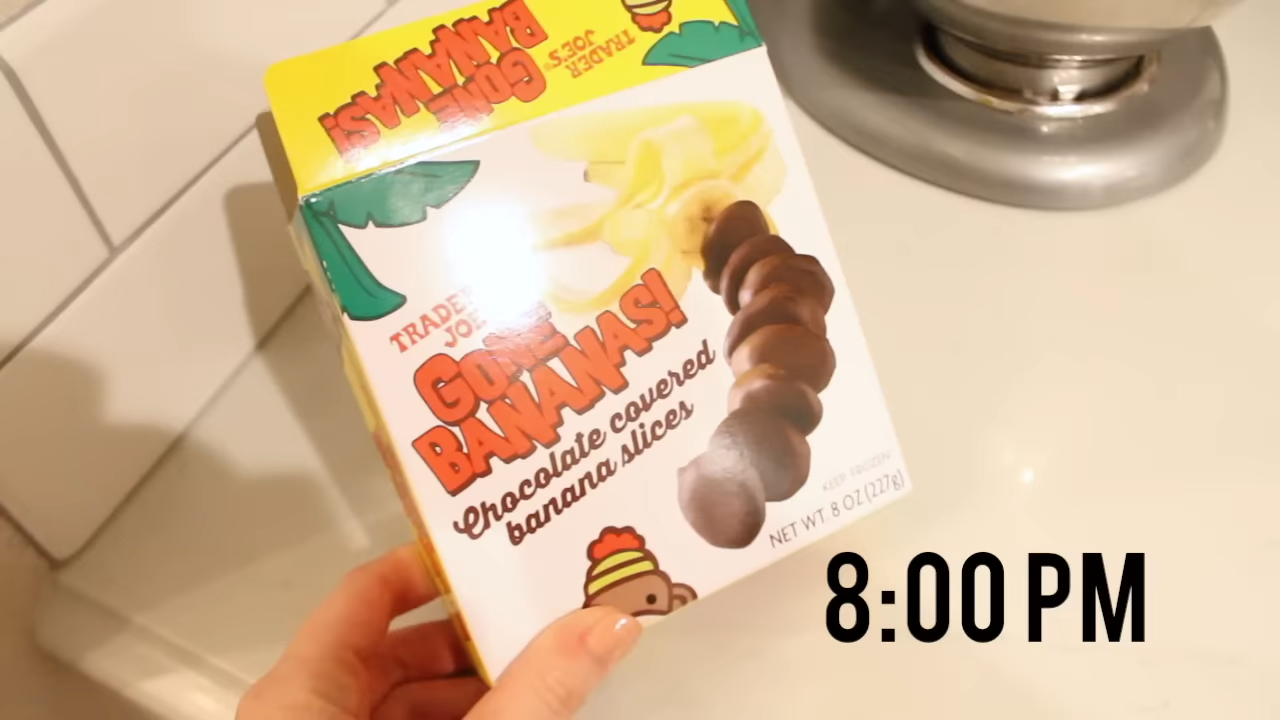 GONE
BANANAS!
TRADER
JOE'S
TRADER
JOE
GONE
BANANAS!
Chocolate covered
banana slices
KEEP FROZEN
NET WT. 8 OZ (227g)
8:00 PM